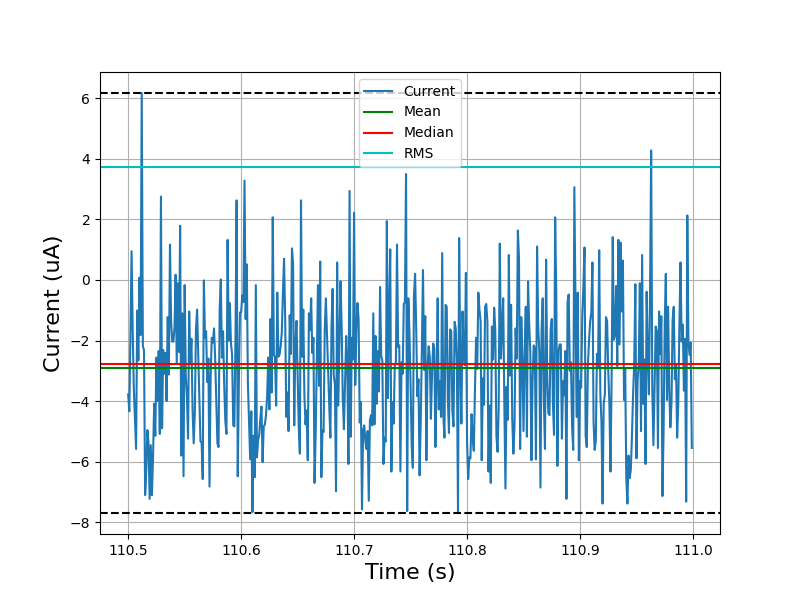 Current
Mean
Median
RMS
6
4
2
0
−2
−4
−6
−8
Current (uA)
110.5 110.6 110.7 110.8 110.9 111.0
Time (s)